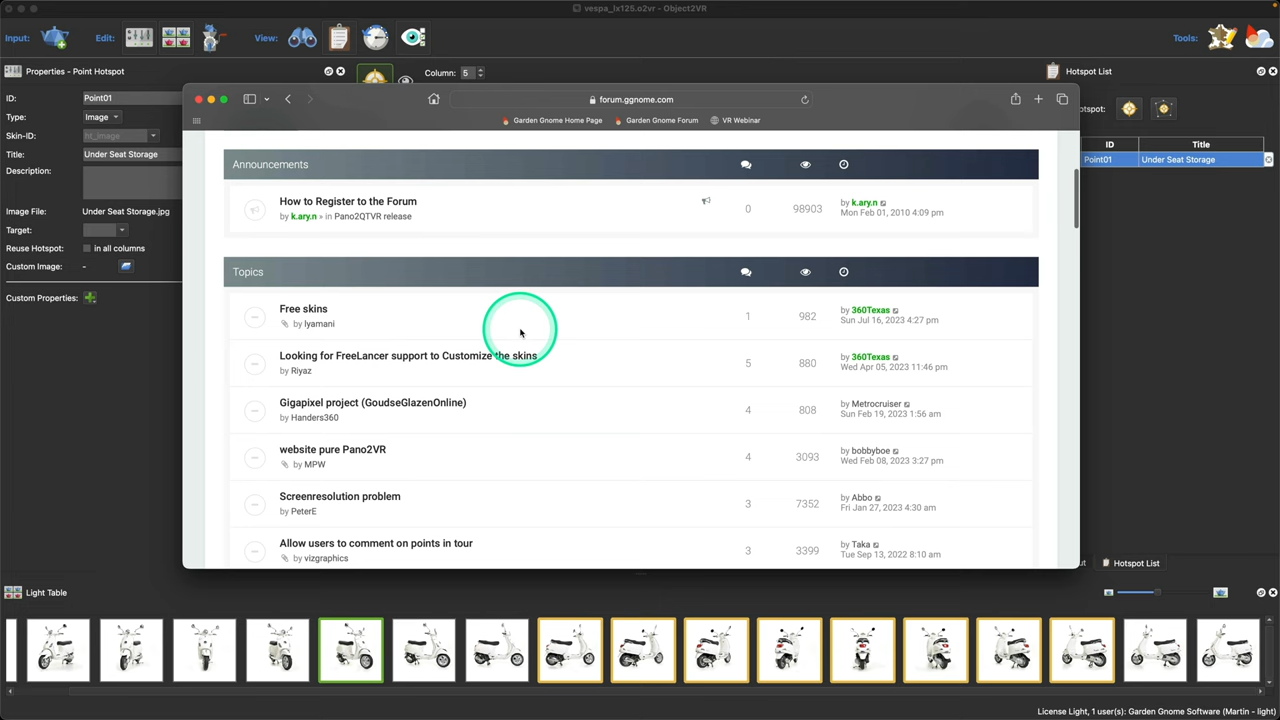 vespa_lx125.o2vr - Object2VR
Input:
Edit:
View:
Tools:
Properties - Point Hotspot
Column: 5
Hotspot List
ID:
Point01
Type:
Image
Skin-ID:
ht_image
Title:
Under Seat Storage
Description:
Image File:
Under Seat Storage.jpg
Target:
Reuse Hotspot:
in all columns
Custom Image:
-
Custom Properties:
forum.ggnome.com
Garden Gnome Home Page
Garden Gnome Forum
VR Webinar
otspot:
ID
Title
Point01
Under Seat Storage
Announcements
How to Register to the Forum
by k.ary.n » in Pano2QTVR release
0
98903
by k.ary.n
Mon Feb 01, 2010 4:09 pm
Topics
Free skins
by lyamani
1
982
by 360Texas
Sun Jul 16, 2023 4:27 pm
Looking for FreeLancer support to Customize the skins
by Riyaz
5
880
by 360Texas
Wed Apr 05, 2023 11:46 pm
Gigapixel project (GoudseGlazenOnline)
by Handers360
4
808
by Metrocruiser
Sun Feb 19, 2023 1:56 am
website pure Pano2VR
by MPW
4
3093
by bobbyboe
Wed Feb 08, 2023 3:27 pm
Screenresolution problem
by PeterE
3
7352
by Abbo
Fri Jan 27, 2023 4:30 am
Allow users to comment on points in tour
by vizgraphics
3
3399
by Taka
Tue Sep 13, 2022 8:10 am
ut
Hotspot List
Light Table
License Light, 1 user(s): Garden Gnome Software (Martin - light)